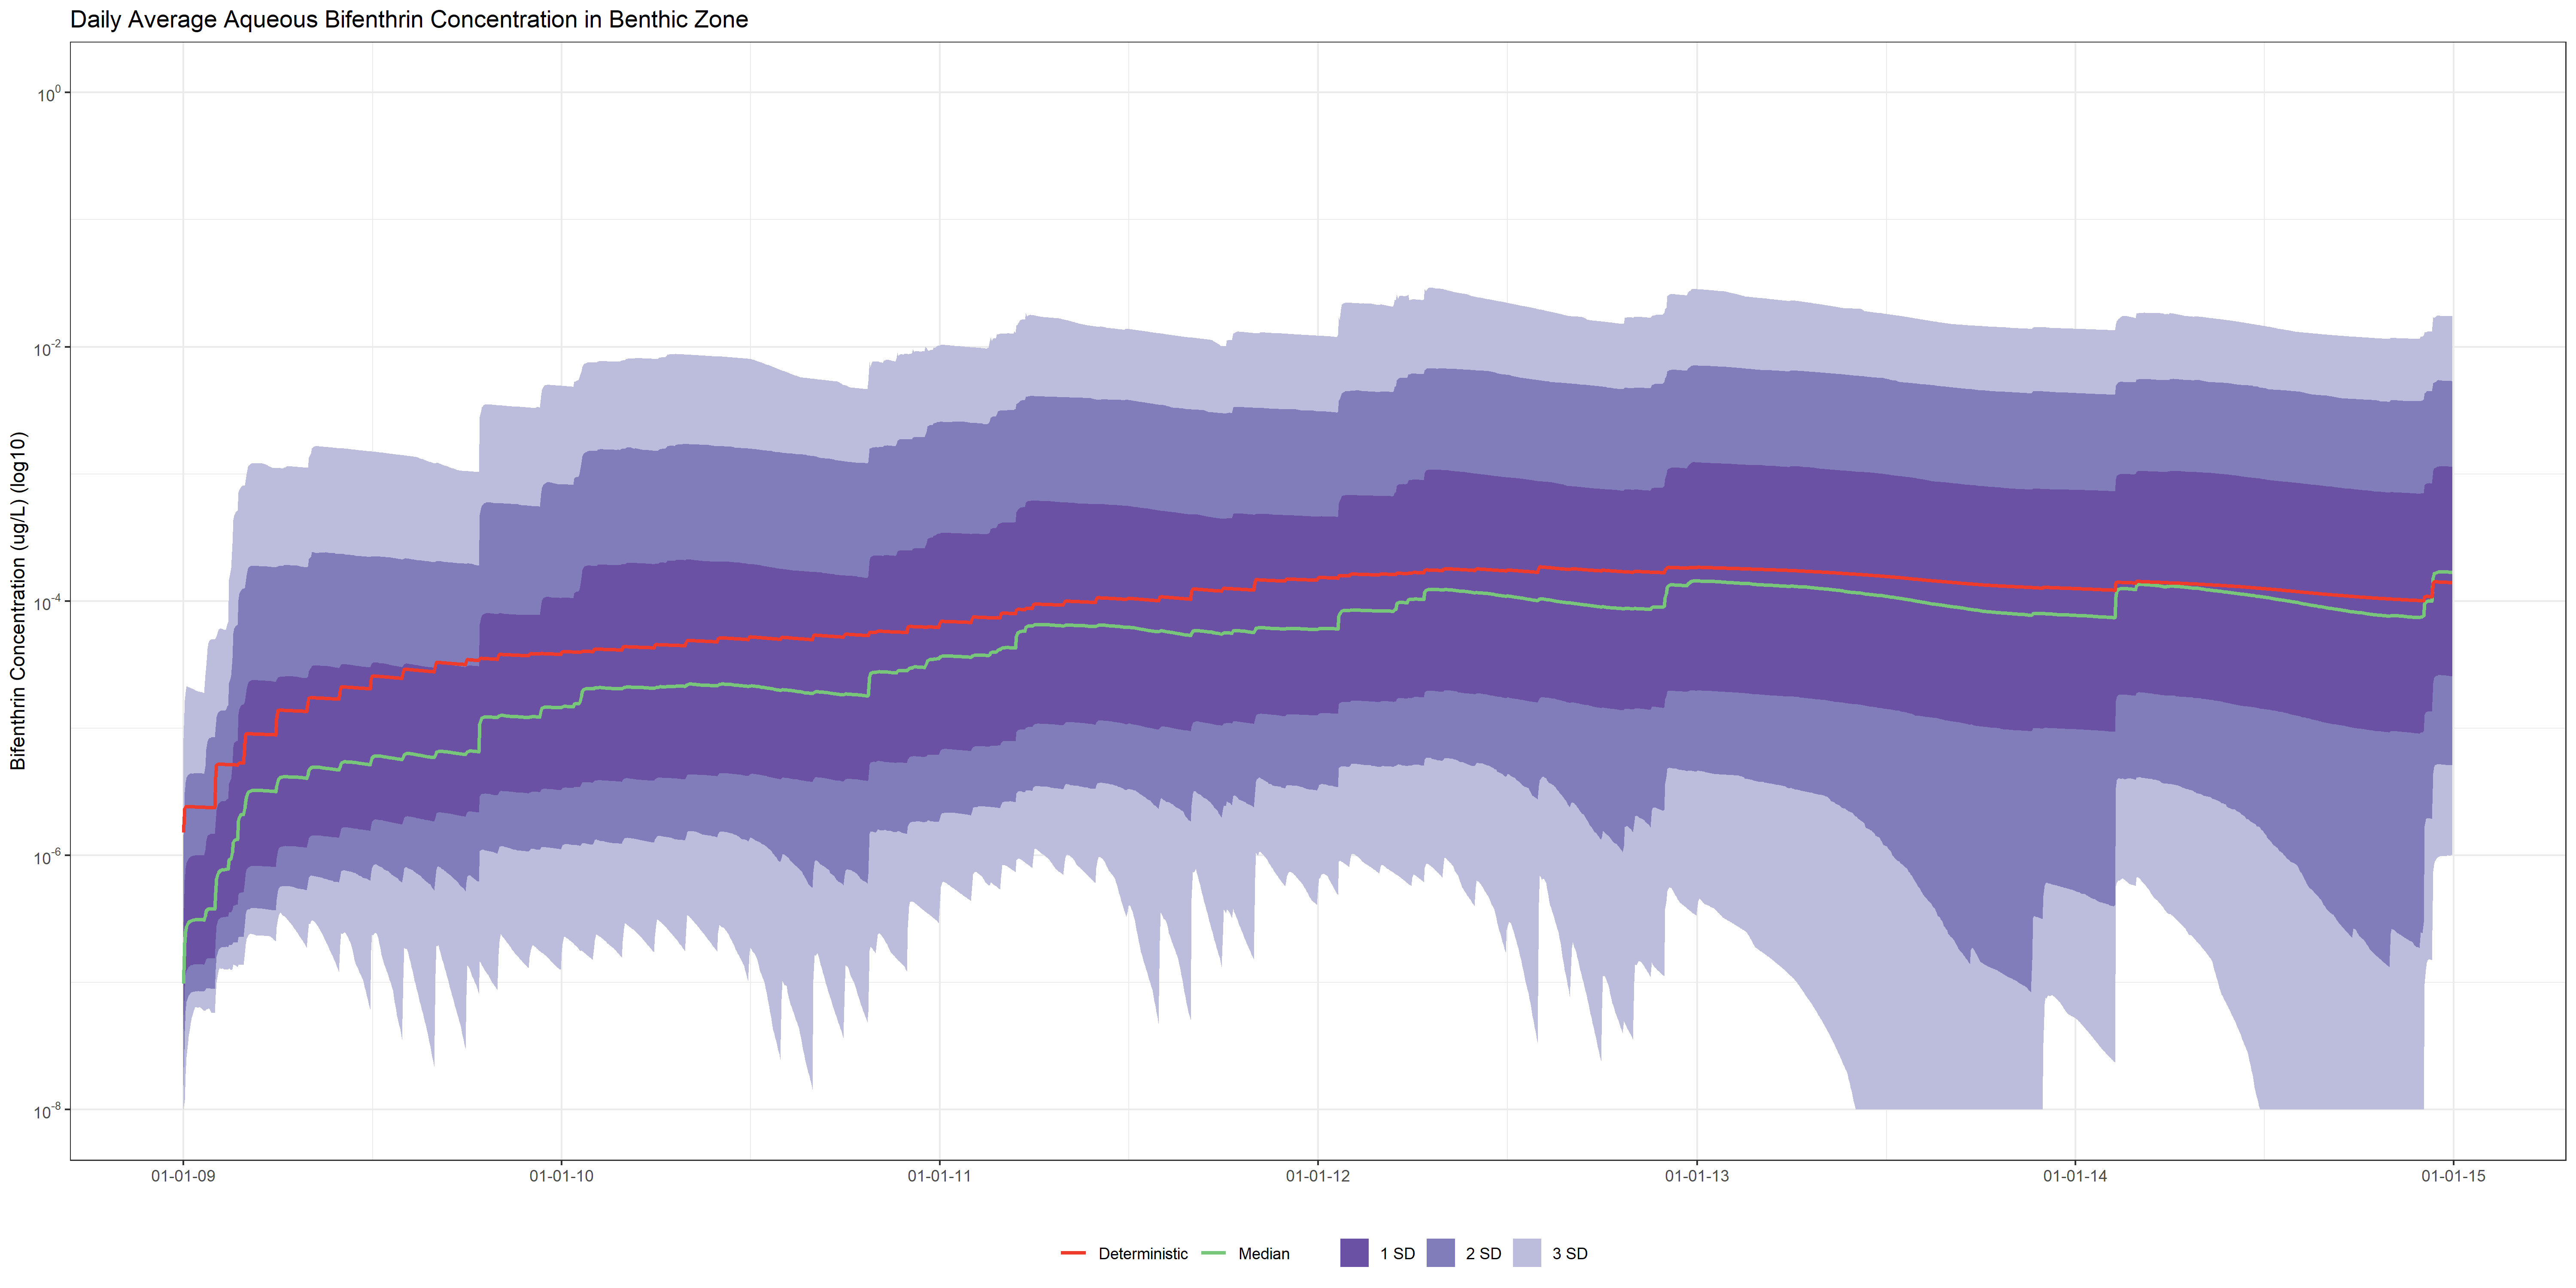 Daily Average Aqueous Bifenthrin Concentration in Benthic Zone
Bifenthrin Concentration (ug/L) (log10)
10^0
10^-2
10^-4
10^-6
10^-8
01-01-09 01-01-10 01-01-11 01-01-12 01-01-13 01-01-14 01-01-15
Deterministic Median 1 SD 2 SD 3 SD